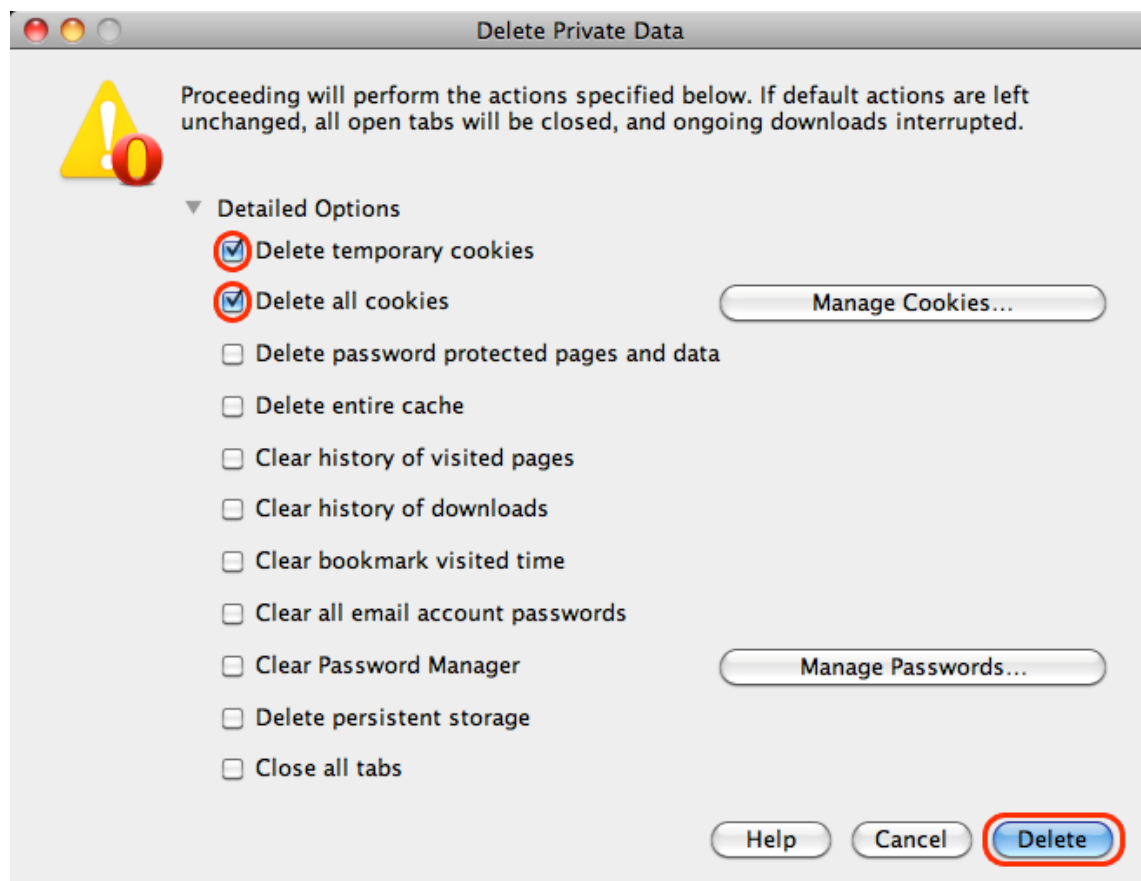 Delete Private Data
Proceeding will perform the actions specified below. If default actions are left
unchanged, all open tabs will be closed, and ongoing downloads interrupted.
Detailed Options
Delete temporary cookies
Delete all cookies
Manage Cookies...
Delete password protected pages and data
Delete entire cache
Clear history of visited pages
Clear history of downloads
Clear bookmark visited time
Clear all email account passwords
Clear Password Manager
Manage Passwords...
Delete persistent storage
Close all tabs
Help
Cancel
Delete